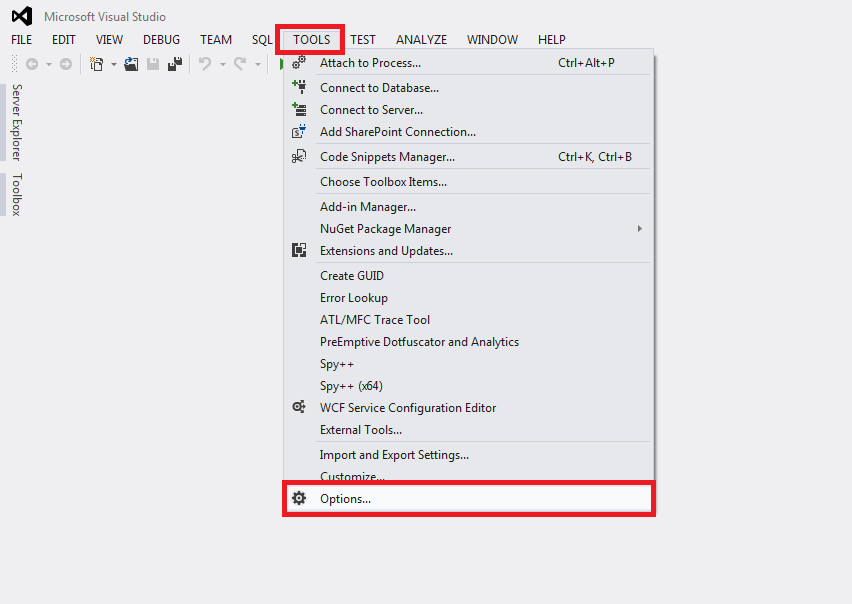 Microsoft Visual Studio
FILE EDIT VIEW DEBUG TEAM SQL TOOLS TEST ANALYZE WINDOW HELP
Server Explorer
Toolbox
Attach to Process... Ctrl+Alt+P
Connect to Database...
Connect to Server...
Add SharePoint Connection...
Code Snippets Manager... Ctrl+K, Ctrl+B
Choose Toolbox Items...
Add-in Manager...
NuGet Package Manager
Extensions and Updates...
Create GUID
Error Lookup
ATL/MFC Trace Tool
PreEmptive Dotfuscator and Analytics
Spy++
Spy++ (x64)
WCF Service Configuration Editor
External Tools...
Import and Export Settings...
Customize...
Options...